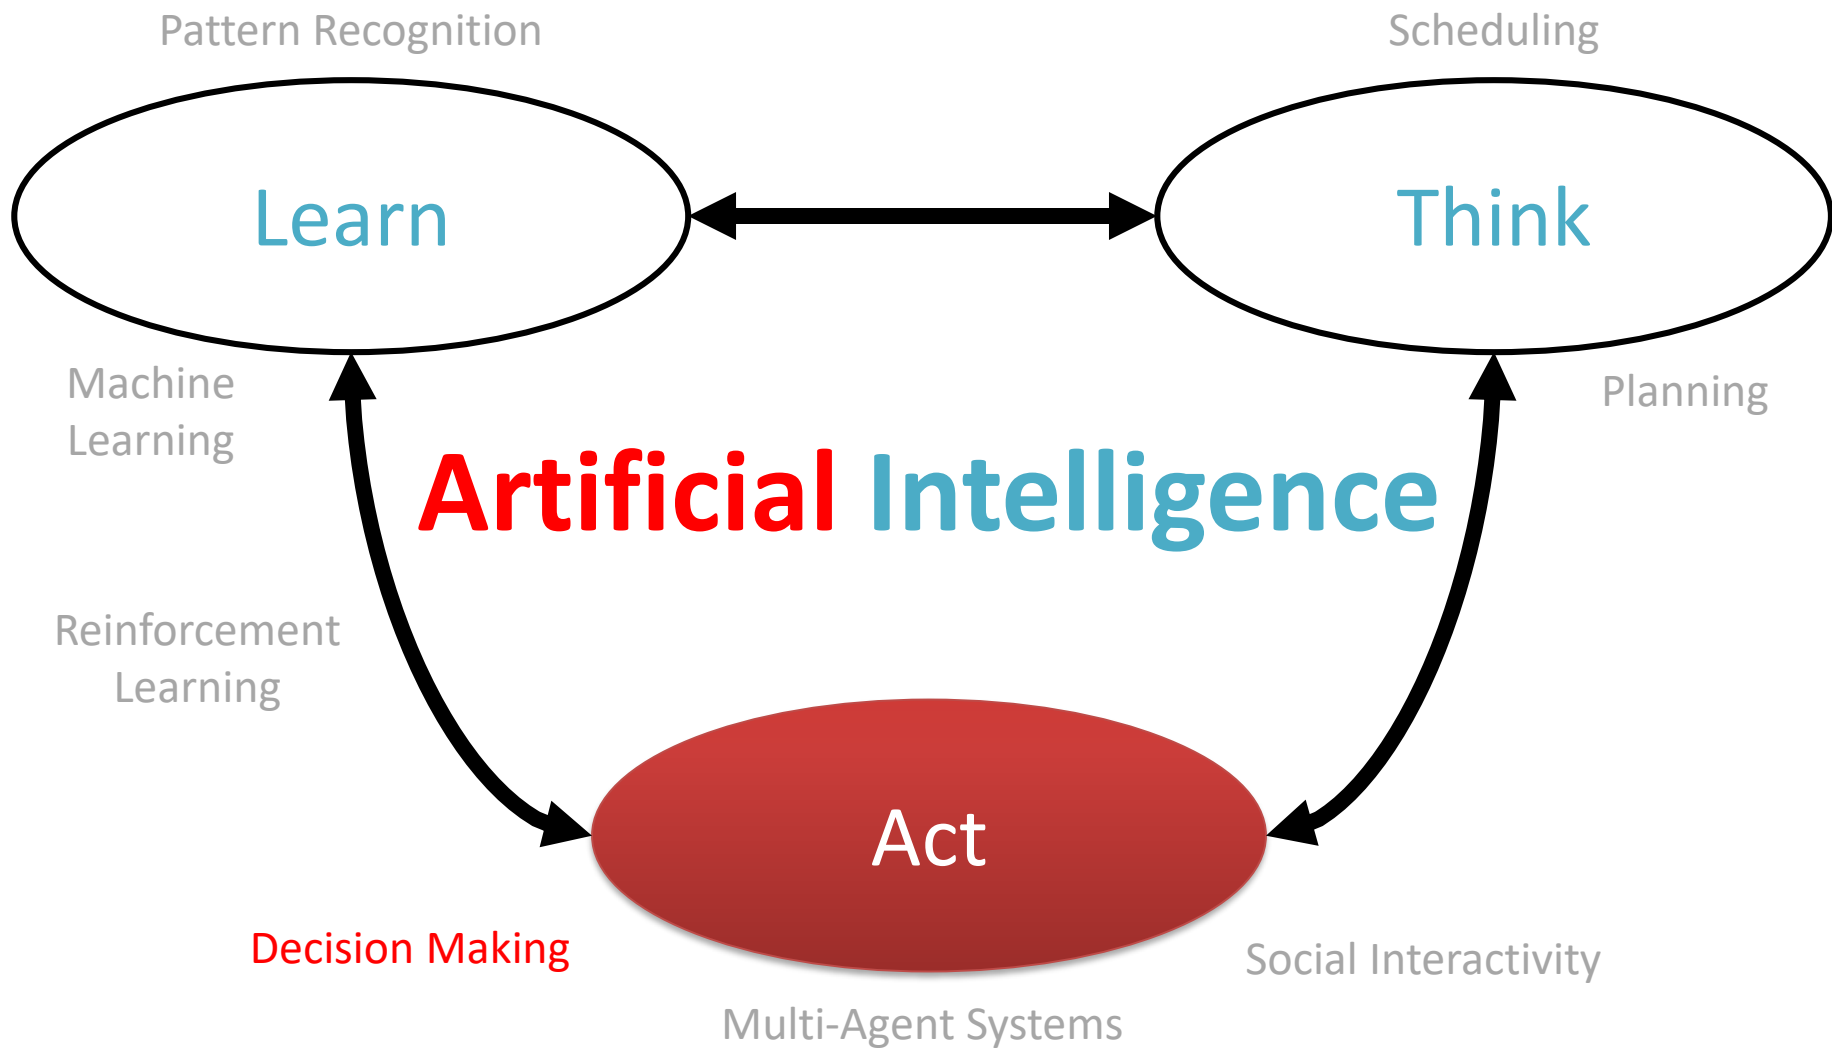 Pattern Recognition
Scheduling
Learn
Think
Machine
Learning
Planning
Artificial Intelligence
Reinforcement
Learning
Act
Decision Making
Social Interactivity
Multi-Agent Systems